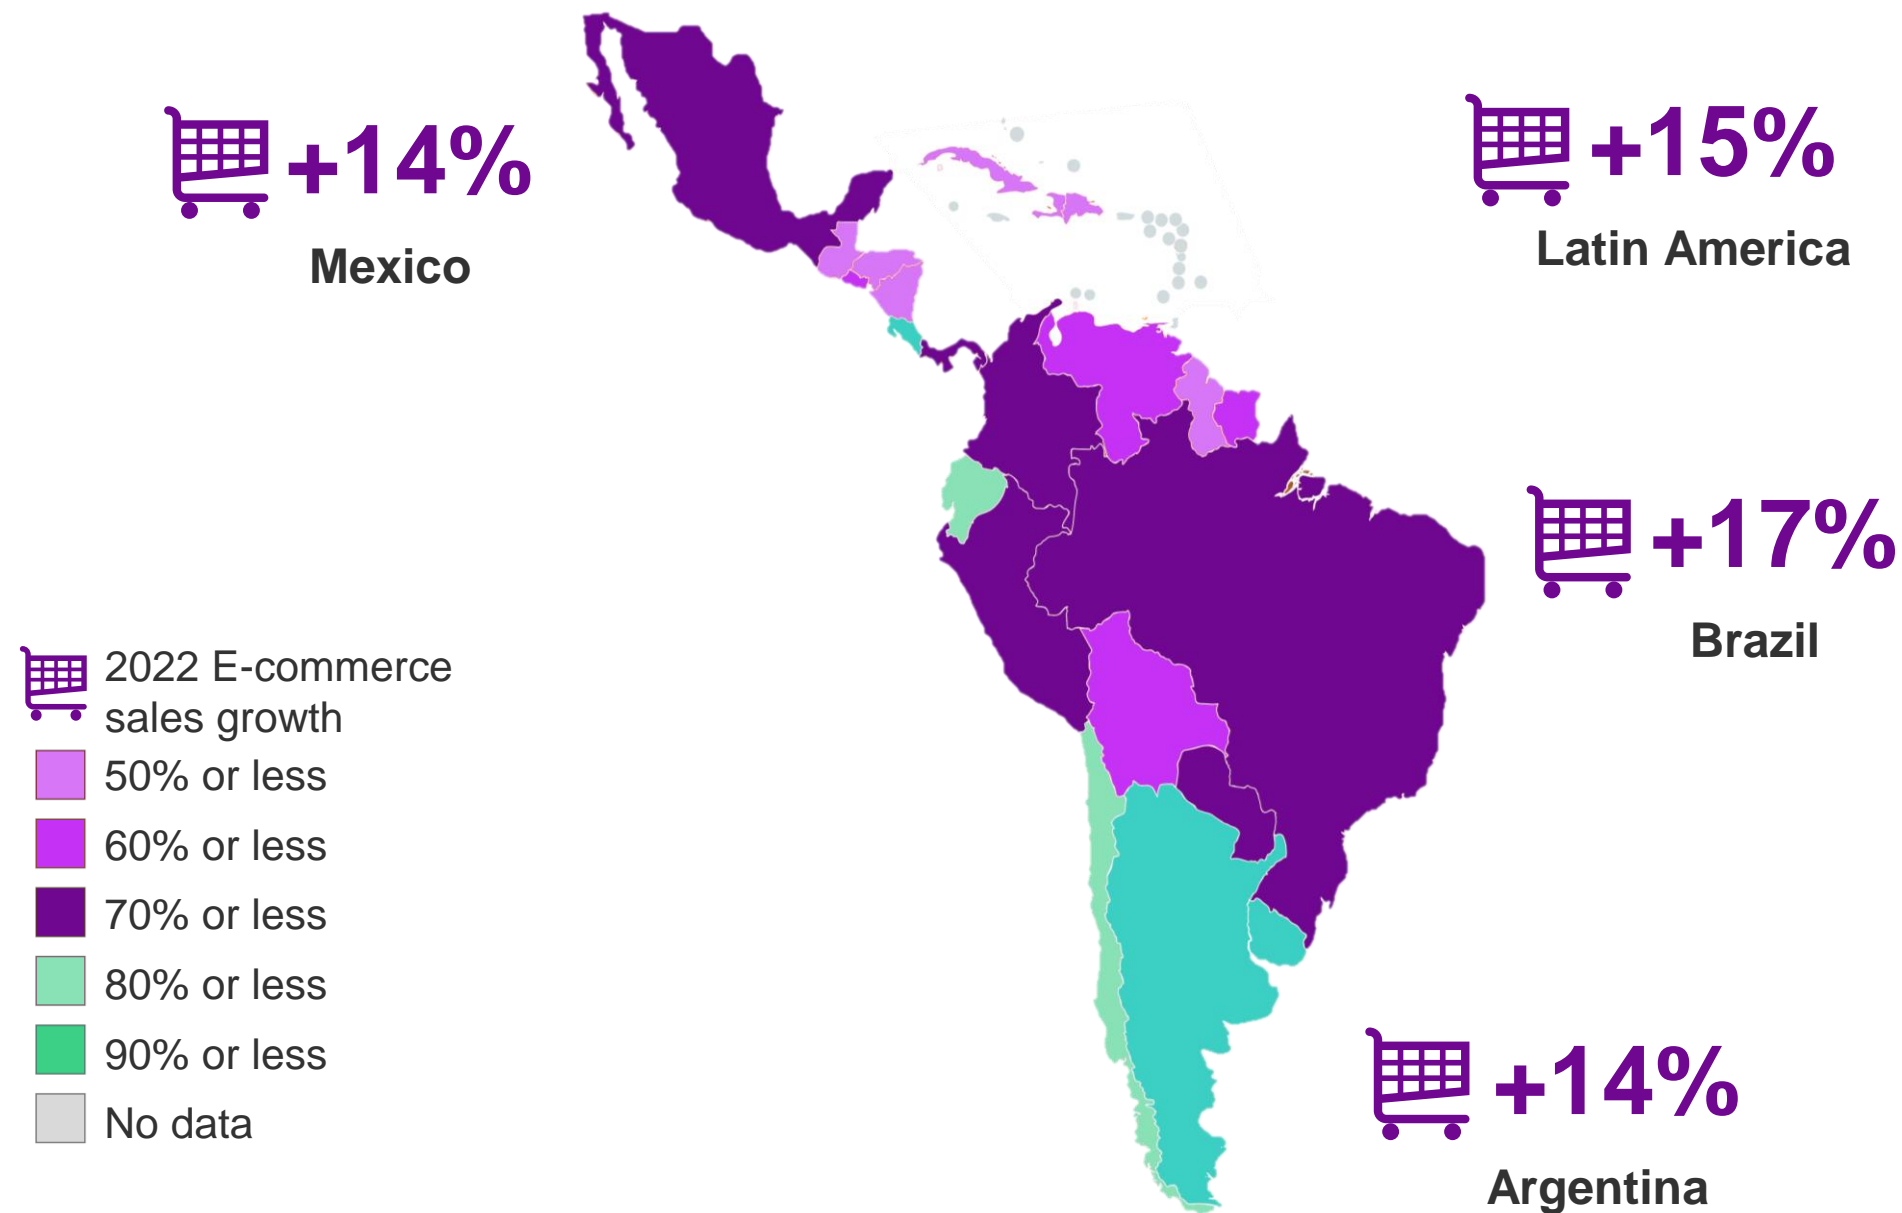 +14%
Mexico
+15%
Latin America
+17%
Brazil
2022 E-commerce
sales growth
50% or less
60% or less
70% or less
80% or less
90% or less
No data
+14%
Argentina